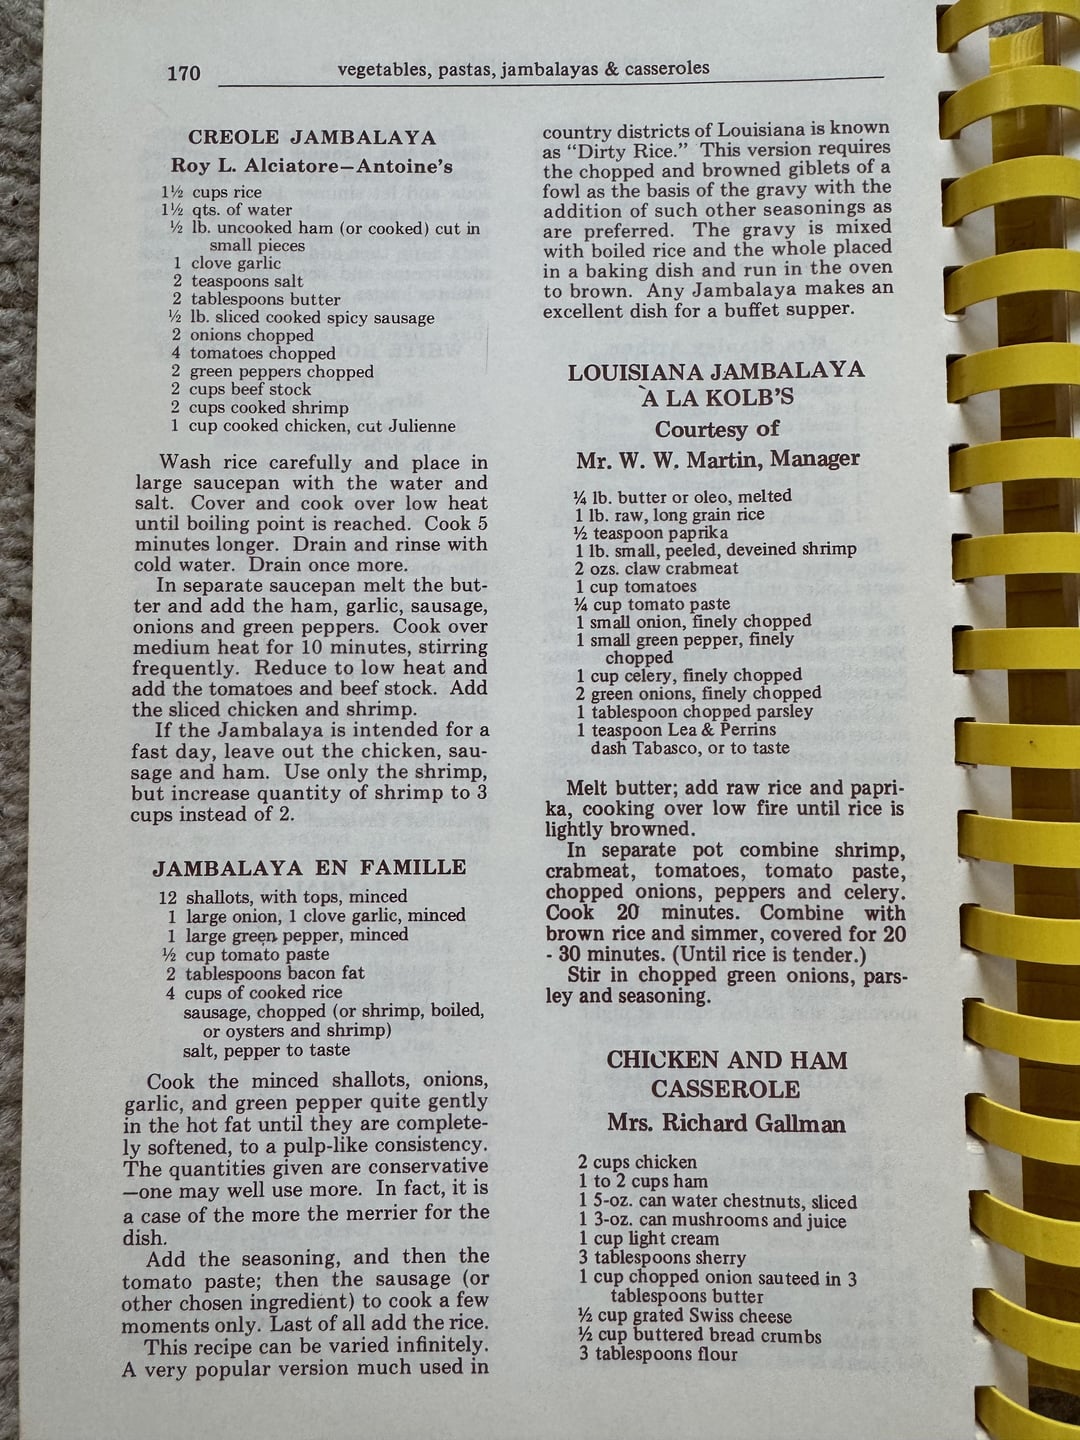 170
vegetables, pastas, jambalayas & casseroles
CREOLE JAMBALAYA
Roy L. Alciatore—Antoine's
1½ cups rice
1½ qts. of water
½ lb. uncooked ham (or cooked) cut in
small pieces
1 clove garlic
2 teaspoons salt
2 tablespoons butter
½ lb. sliced cooked spicy sausage
2 onions chopped
4 tomatoes chopped
2 green peppers chopped
2 cups beef stock
2 cups cooked shrimp
1 cup cooked chicken, cut Julienne
Wash rice carefully and place in
large saucepan with the water and
salt. Cover and cook over low heat
until boiling point is reached. Cook 5
minutes longer. Drain and rinse with
cold water. Drain once more.
In separate saucepan melt the but-
ter and add the ham, garlic, sausage,
onions and green peppers. Cook over
medium heat for 10 minutes, stirring
frequently. Reduce to low heat and
add the tomatoes and beef stock. Add
the sliced chicken and shrimp.
If the Jambalaya is intended for a
fast day, leave out the chicken, sau-
sage and ham. Use only the shrimp,
but increase quantity of shrimp to 3
cups instead of 2.
JAMBALAYA EN FAMILLE
12 shallots, with tops, minced
1 large onion, 1 clove garlic, minced
1 large green pepper, minced
½ cup tomato paste
2 tablespoons bacon fat
4 cups of cooked rice
sausage, chopped (or shrimp, boiled,
or oysters and shrimp)
salt, pepper to taste
Cook the minced shallots, onions,
garlic, and green pepper quite gently
in the hot fat until they are complete-
ly softened, to a pulp-like consistency.
The quantities given are conservative
—one may well use more. In fact, it is
a case of the more the merrier for the
dish.
Add the seasoning, and then the
tomato paste; then the sausage (or
other chosen ingredient) to cook a few
moments only. Last of all add the rice.
This recipe can be varied infinitely.
A very popular version much used in
country districts of Louisiana is known
as "Dirty Rice." This version requires
the chopped and browned giblets of a
fowl as the basis of the gravy with the
addition of such other seasonings as
are preferred. The gravy is mixed
with boiled rice and the whole placed
in a baking dish and run in the oven
to brown. Any Jambalaya makes an
excellent dish for a buffet supper.
LOUISIANA JAMBALAYA
À LA KOLB'S
Courtesy of
Mr. W. W. Martin, Manager
¼ lb. butter or oleo, melted
1 lb. raw, long grain rice
½ teaspoon paprika
1 lb. small, peeled, deveined shrimp
2 ozs. claw crabmeat
1 cup tomatoes
¼ cup tomato paste
1 small onion, finely chopped
1 small green pepper, finely
chopped
1 cup celery, finely chopped
2 green onions, finely chopped
1 tablespoon chopped parsley
1 teaspoon Lea & Perrins
dash Tabasco, or to taste
Melt butter; add raw rice and papri-
ka, cooking over low fire until rice is
lightly browned.
In separate pot combine shrimp,
crabmeat, tomatoes, tomato paste,
chopped onions, peppers and celery.
Cook 20 minutes. Combine with
brown rice and simmer, covered for 20
- 30 minutes. (Until rice is tender.)
Stir in chopped green onions, pars-
ley and seasoning.
CHICKEN AND HAM
CASSEROLE
Mrs. Richard Gallman
2 cups chicken
1 to 2 cups ham
1 5-oz. can water chestnuts, sliced
1 3-oz. can mushrooms and juice
1 cup light cream
3 tablespoons sherry
1 cup chopped onion sauteed in 3
tablespoons butter
½ cup grated Swiss cheese
½ cup buttered bread crumbs
3 tablespoons flour